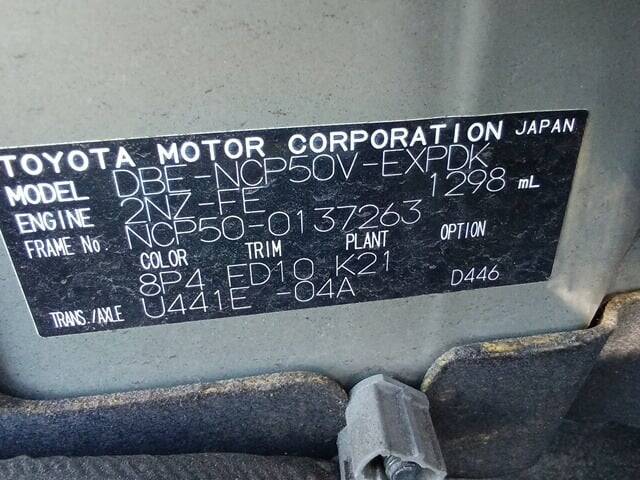 TOYOTA MOTOR CORPORATION JAPAN
MODEL DBE-NCP50V-EXPDK
ENGINE 2NZ-FE 1298 mL
FRAME No NCP50-0137263
COLOR TRIM PLANT OPTION
8P4 FD10 K21
TRANS./AXLE U441E -04A D446